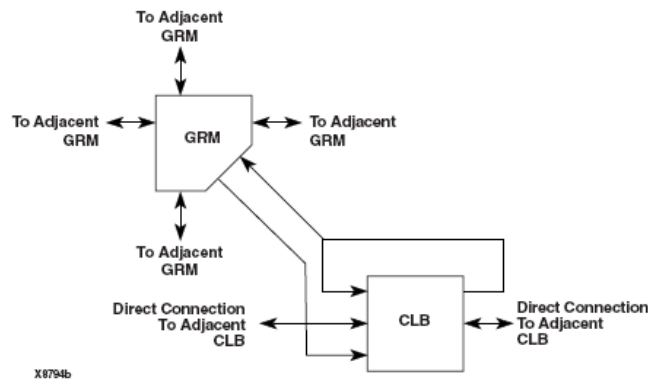 To Adjacent
GRM
To Adjacent
GRM
GRM
To Adjacent
GRM
To Adjacent
GRM
Direct Connection
To Adjacent
CLB
CLB
Direct Connection
To Adjacent
CLB
X8794b